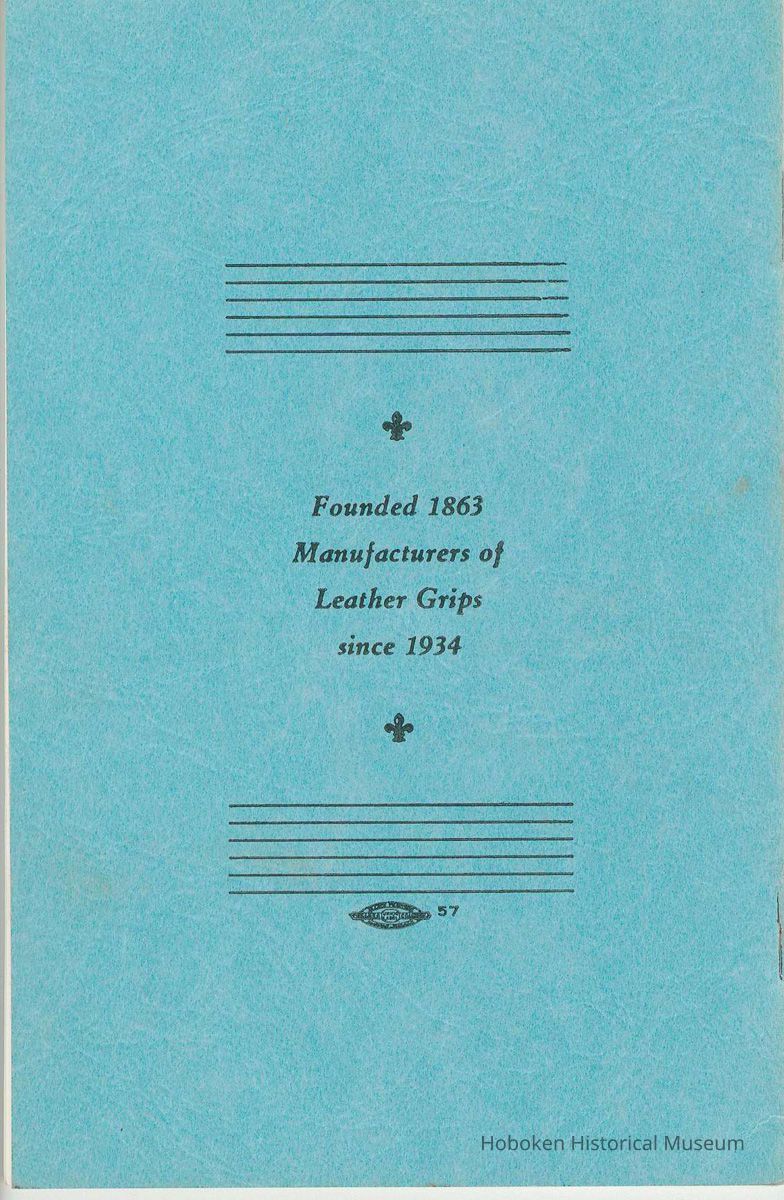 Founded 1863
Manufacturers of
Leather Grips
since 1934
57
Hoboken Historical Museum